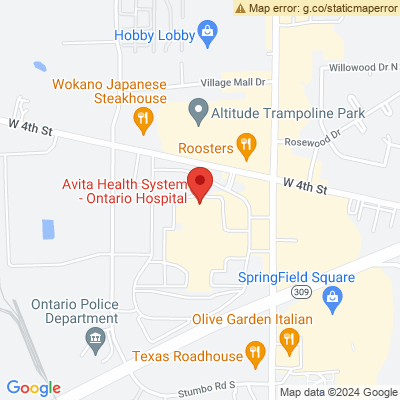 Map error: g.co/staticmaperror
Hobby Lobby
Willowood Dr N
Village Mall Dr
Wokano Japanese
Steakhouse
Altitude Trampoline Park
W 4th St
Rosewood Dr
Roosters
Avita Health System
- Ontario Hospital
W 4th St
SpringField Square
309
Ontario Police
Department
Olive Garden Italian
Texas Roadhouse
Google
Stumbo Rd S
Map data ©2024 Google